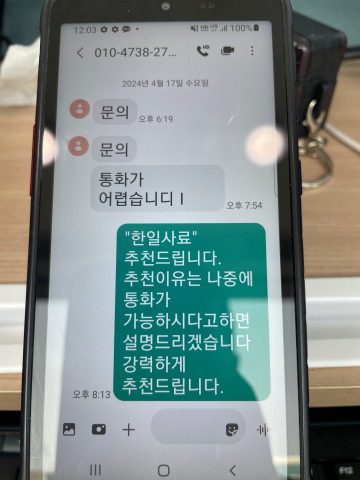 12:03
100%
010-4738-27...
2024년 4월 17일 수요일
문의
오후 6:19
문의
통화가
어렵습니디ㅣ
오후 7:54
"한일사료"
추천드립니다.
추천이유는 나중에
통화가
가능하시다고하면
설명드리겠습니다
강력하게
추천드립니다.
오후 8:13